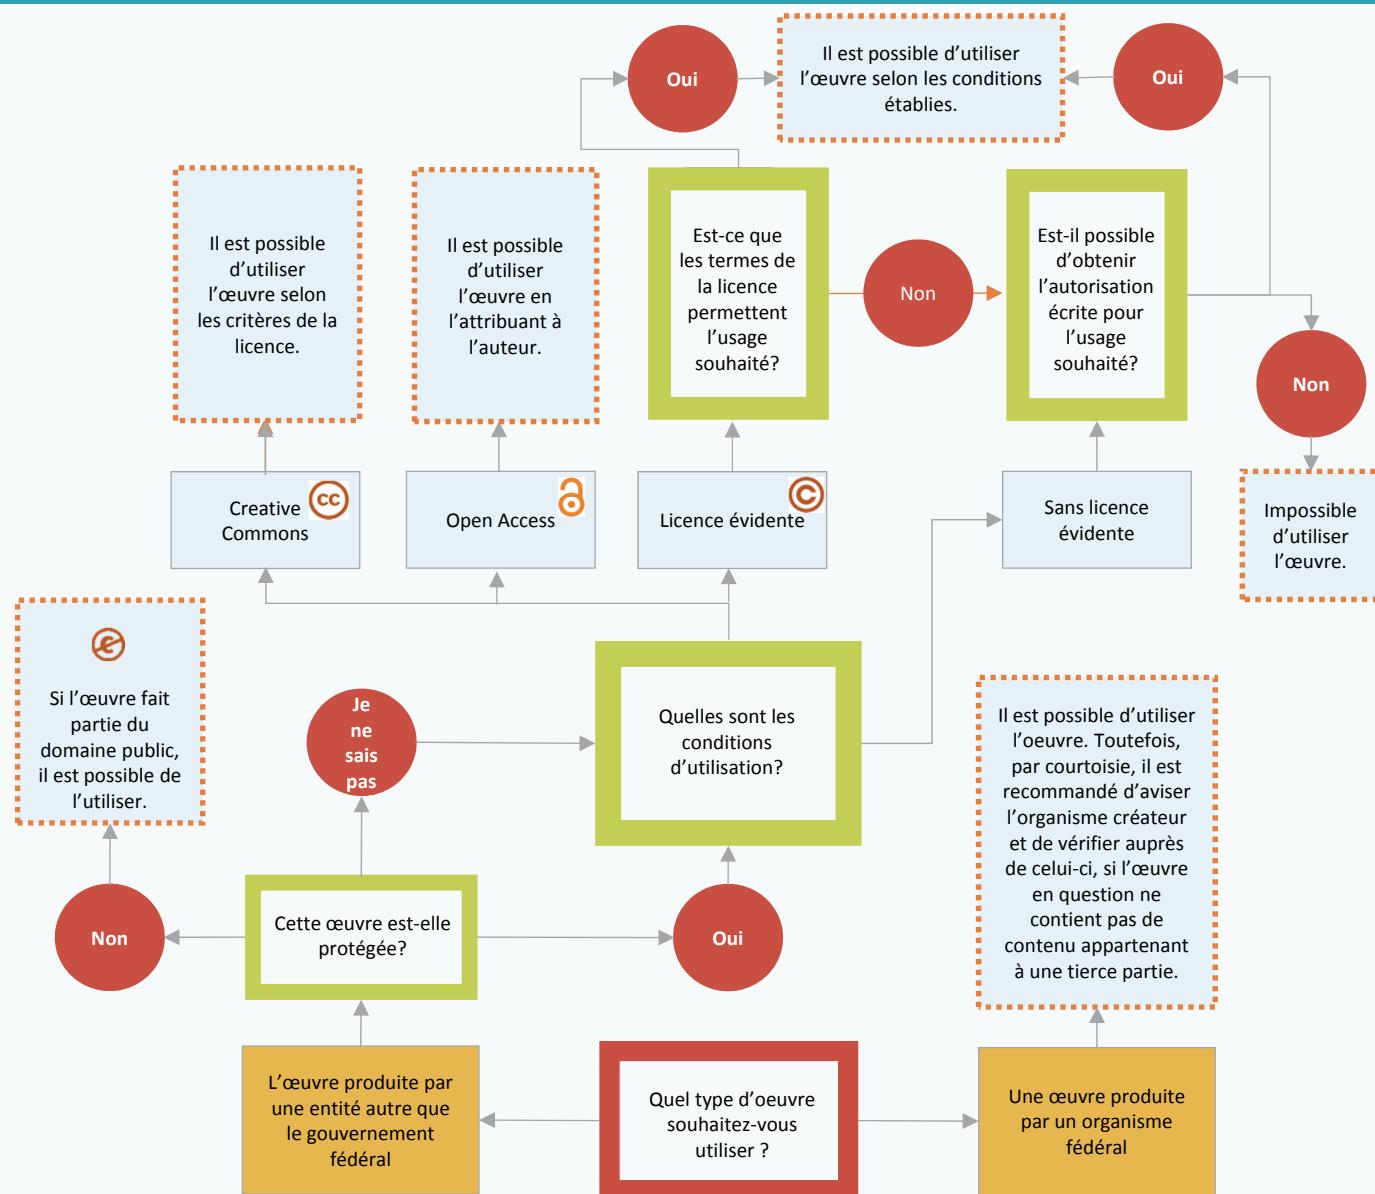 Oui
Il est possible d’utiliser
l’œuvre selon les conditions
établies.
Oui
Il est possible
d’utiliser
l’œuvre selon
les critères de la
licence.
Il est possible
d’utiliser
l’œuvre en
l’attribuant à
l’auteur.
Est-ce que
les termes de
la licence
permettent
l’usage
souhaité?
Non
Est-il possible
d’obtenir
l’autorisation
écrite pour
l’usage
souhaité?
Non
Creative
Commons
cc
Open Access
Licence évidente
C
Sans licence
évidente
Impossible
d’utiliser
l’œuvre.
C
Si l’œuvre fait
partie du
domaine public,
il est possible de
l’utiliser.
Je
ne
sais
pas
Quelles sont les
conditions
d’utilisation?
Il est possible d’utiliser
l’oeuvre. Toutefois,
par courtoisie, il est
recommandé d’aviser
l’organisme créateur
et de vérifier auprès
de celui-ci, si l’œuvre
en question ne
contient pas de
contenu appartenant
à une tierce partie.
Non
Cette œuvre est-elle
protégée?
Oui
L’œuvre produite par
une entité autre que
le gouvernement
fédéral
Quel type d’oeuvre
souhaitez-vous
utiliser ?
Une œuvre produite
par un organisme
fédéral